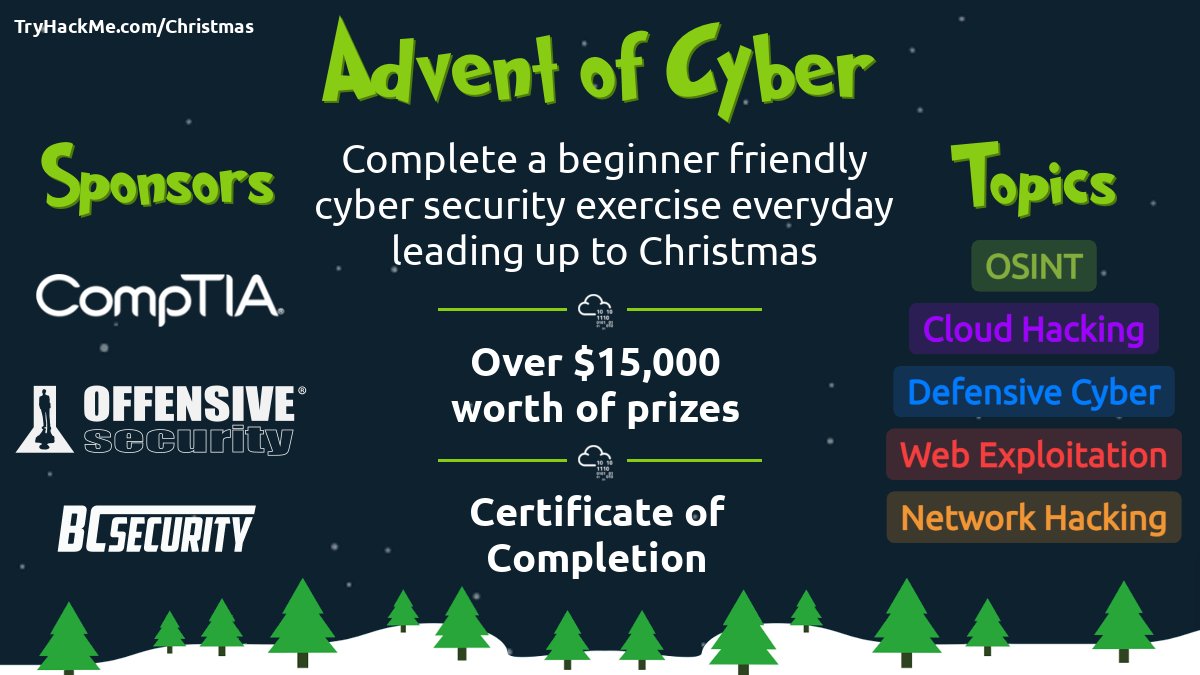 TryHackMe.com/Christmas
Advent of Cyber
Sponsors
CompTIA®
OFFENSIVE®
security
BC SECURITY
Complete a beginner friendly
cyber security exercise everyday
leading up to Christmas
Over $15,000
worth of prizes
Certificate of
Completion
Topics
OSINT
Cloud Hacking
Defensive Cyber
Web Exploitation
Network Hacking